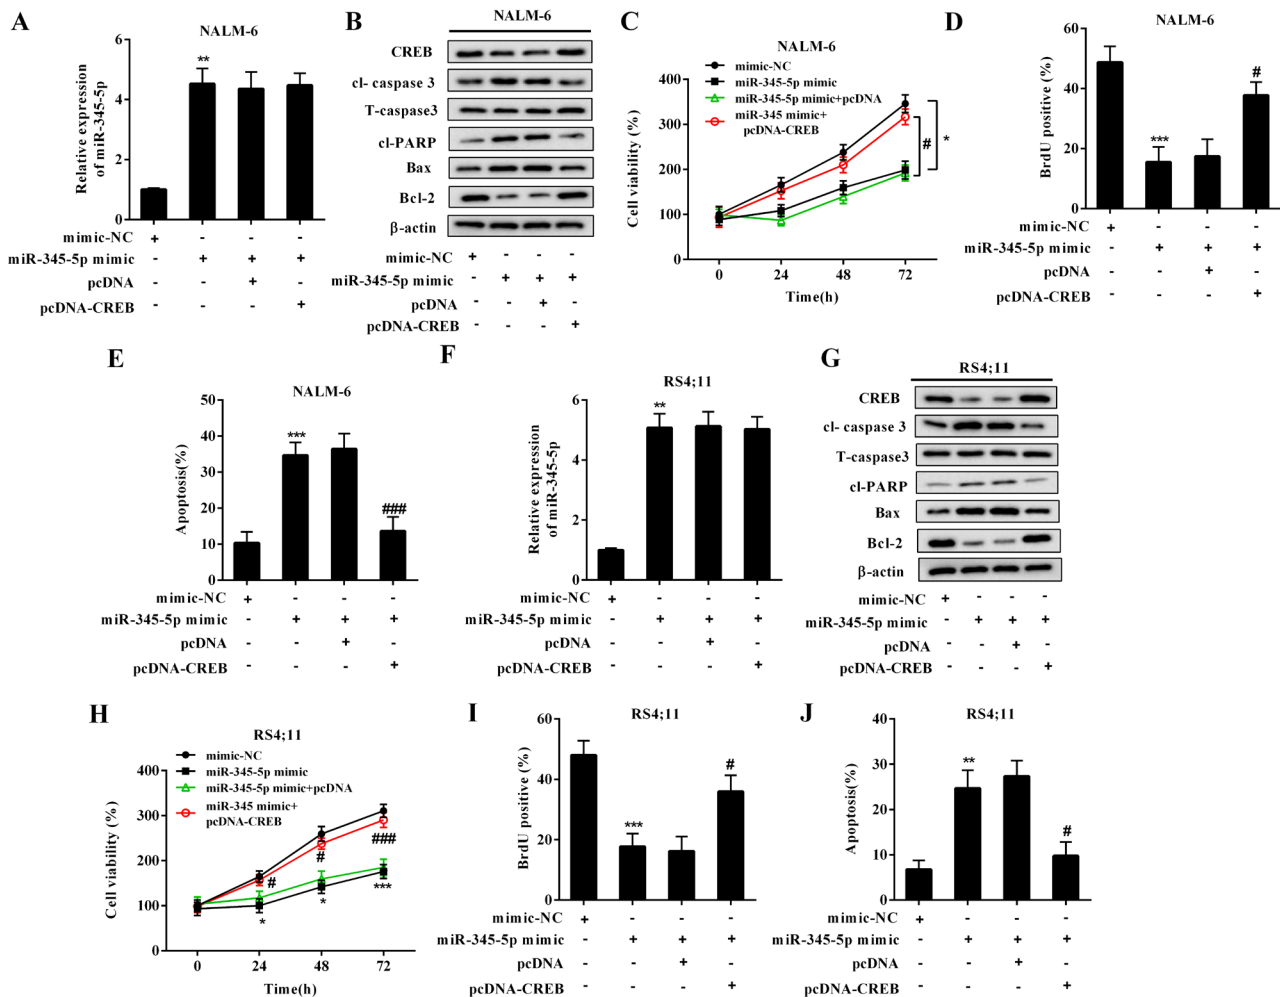 A
NALM-6
Relative expression
of miR-345-5p
6
4
2
0
mimic-NC + - - -
miR-345-5p mimic - + + +
pcDNA - - + -
pcDNA-CREB - - - +
**
B
NALM-6
CREB
cl- caspase 3
T-caspase3
cl-PARP
Bax
Bcl-2
β-actin
mimic-NC + - - -
miR-345-5p mimic - + + +
pcDNA - - + -
pcDNA-CREB - - - +
C
NALM-6
mimic-NC
miR-345-5p mimic
miR-345-5p mimic+pcDNA
miR-345 mimic+
pcDNA-CREB
Cell viability (%)
400
300
200
100
0
# *
0 24 48 72
Time(h)
D
NALM-6
BrdU positive (%)
60
40
20
0
***
#
mimic-NC + - - -
miR-345-5p mimic - + + +
pcDNA - - + -
pcDNA-CREB - - - +
E
NALM-6
Apoptosis(%)
50
40
30
20
10
0
***
###
mimic-NC + - - -
miR-345-5p mimic - + + +
pcDNA - - + -
pcDNA-CREB - - - +
F
RS4;11
Relative expression
of miR-345-5p
6
4
2
0
**
mimic-NC + - - -
miR-345-5p mimic - + + +
pcDNA - - + -
pcDNA-CREB - - - +
G
RS4;11
CREB
cl- caspase 3
T-caspase3
cl-PARP
Bax
Bcl-2
β-actin
mimic-NC + - - -
miR-345-5p mimic - + + +
pcDNA - - + -
pcDNA-CREB - - - +
H
RS4;11
mimic-NC
miR-345-5p mimic
miR-345-5p mimic+pcDNA
miR-345 mimic+
pcDNA-CREB
Cell viability (%)
400
300
200
100
0
# # ###
* * ***
0 24 48 72
Time(h)
I
RS4;11
BrdU positive (%)
60
40
20
0
***
#
mimic-NC + - - -
miR-345-5p mimic - + + +
pcDNA - - + -
pcDNA-CREB - - - +
J
RS4;11
Apoptosis(%)
40
30
20
10
0
**
#
mimic-NC + - - -
miR-345-5p mimic - + + +
pcDNA - - + -
pcDNA-CREB - - - +